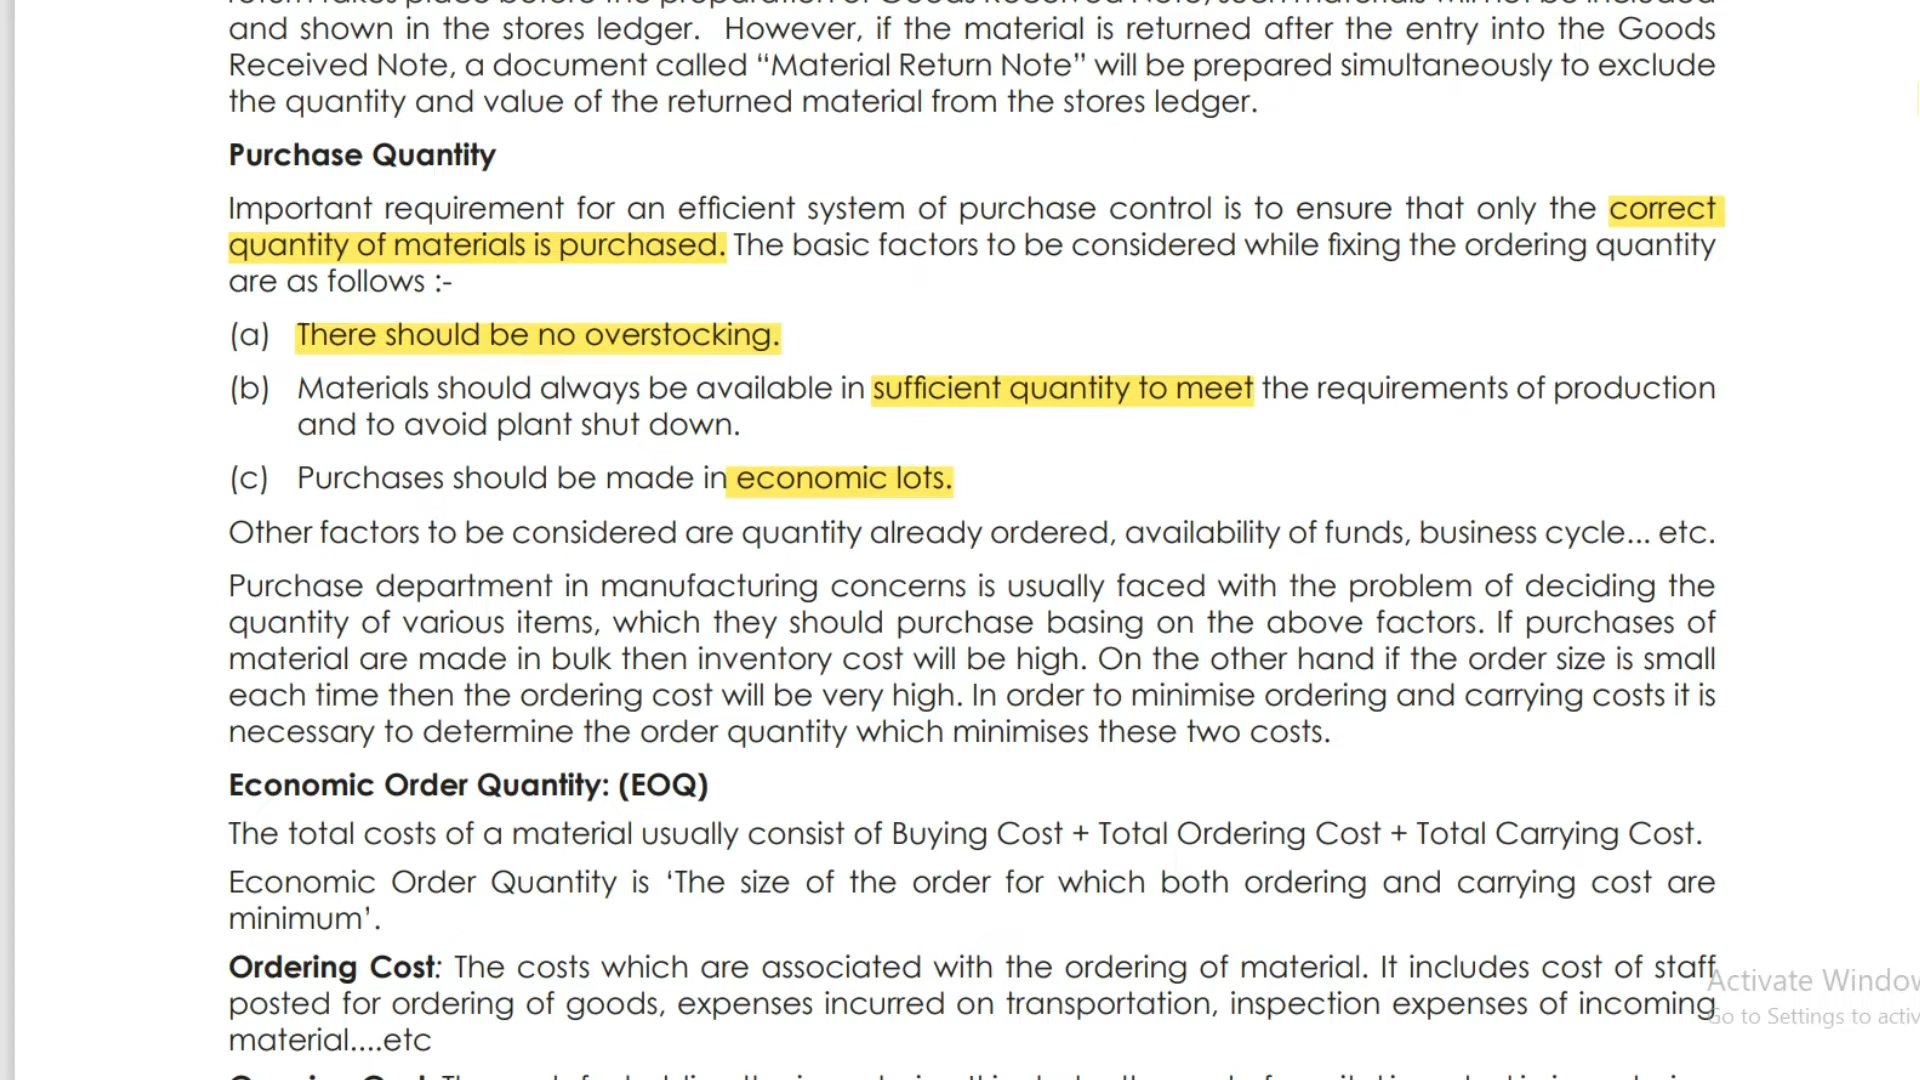 and shown in the stores ledger. However, if the material is returned after the entry into the Goods
Received Note, a document called “Material Return Note” will be prepared simultaneously to exclude
the quantity and value of the returned material from the stores ledger.
Purchase Quantity
Important requirement for an efficient system of purchase control is to ensure that only the correct
quantity of materials is purchased. The basic factors to be considered while fixing the ordering quantity
are as follows :-
(a) There should be no overstocking.
(b) Materials should always be available in sufficient quantity to meet the requirements of production
and to avoid plant shut down.
(c) Purchases should be made in economic lots.
Other factors to be considered are quantity already ordered, availability of funds, business cycle... etc.
Purchase department in manufacturing concerns is usually faced with the problem of deciding the
quantity of various items, which they should purchase basing on the above factors. If purchases of
material are made in bulk then inventory cost will be high. On the other hand if the order size is small
each time then the ordering cost will be very high. In order to minimise ordering and carrying costs it is
necessary to determine the order quantity which minimises these two costs.
Economic Order Quantity: (EOQ)
The total costs of a material usually consist of Buying Cost + Total Ordering Cost + Total Carrying Cost.
Economic Order Quantity is ‘The size of the order for which both ordering and carrying cost are
minimum’.
Ordering Cost: The costs which are associated with the ordering of material. It includes cost of staff
posted for ordering of goods, expenses incurred on transportation, inspection expenses of incoming
material....etc
Activate Window
Go to Settings to activ